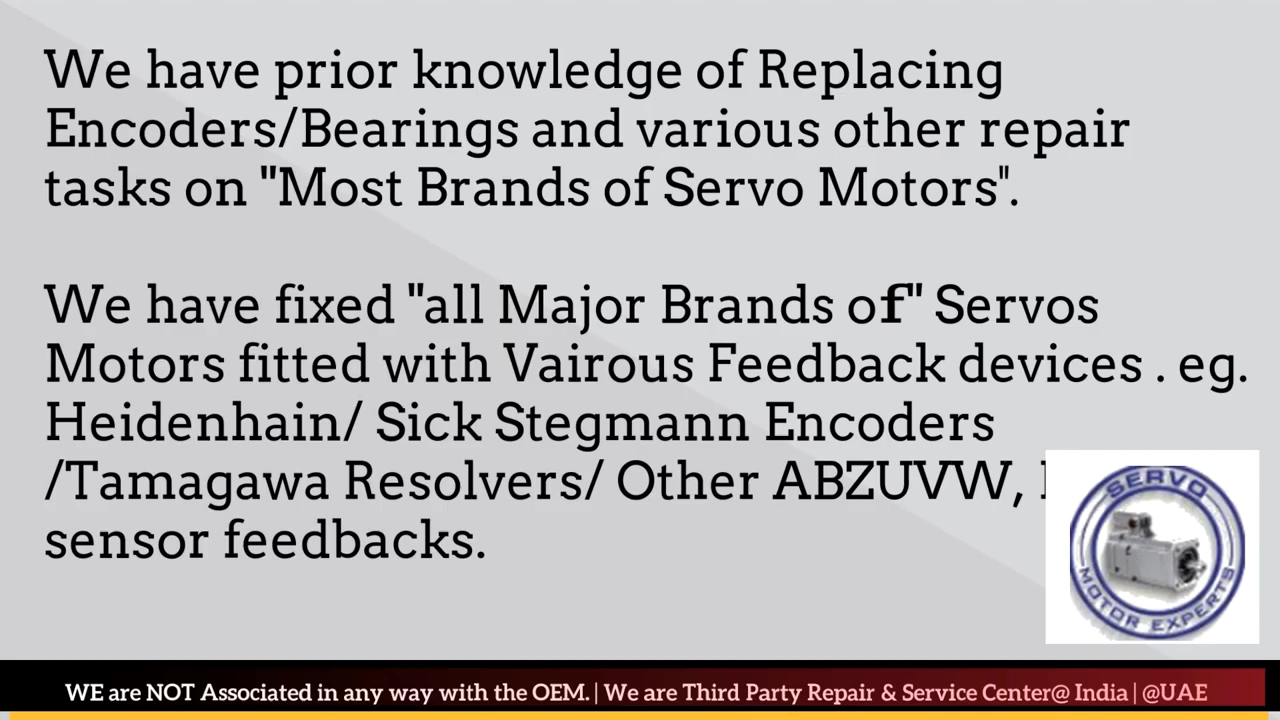 We have prior knowledge of Replacing
Encoders/Bearings and various other repair
tasks on "Most Brands of Servo Motors".
We have fixed "all Major Brands of" Servos
Motors fitted with Vairous Feedback devices . eg.
Heidenhain/ Sick Stegmann Encoders
/Tamagawa Resolvers/ Other ABZUVW,
sensor feedbacks.
SERVO
MOTOR EXPERTS
WE are NOT Associated in any way with the OEM. | We are Third Party Repair & Service Center@ India | @UAE